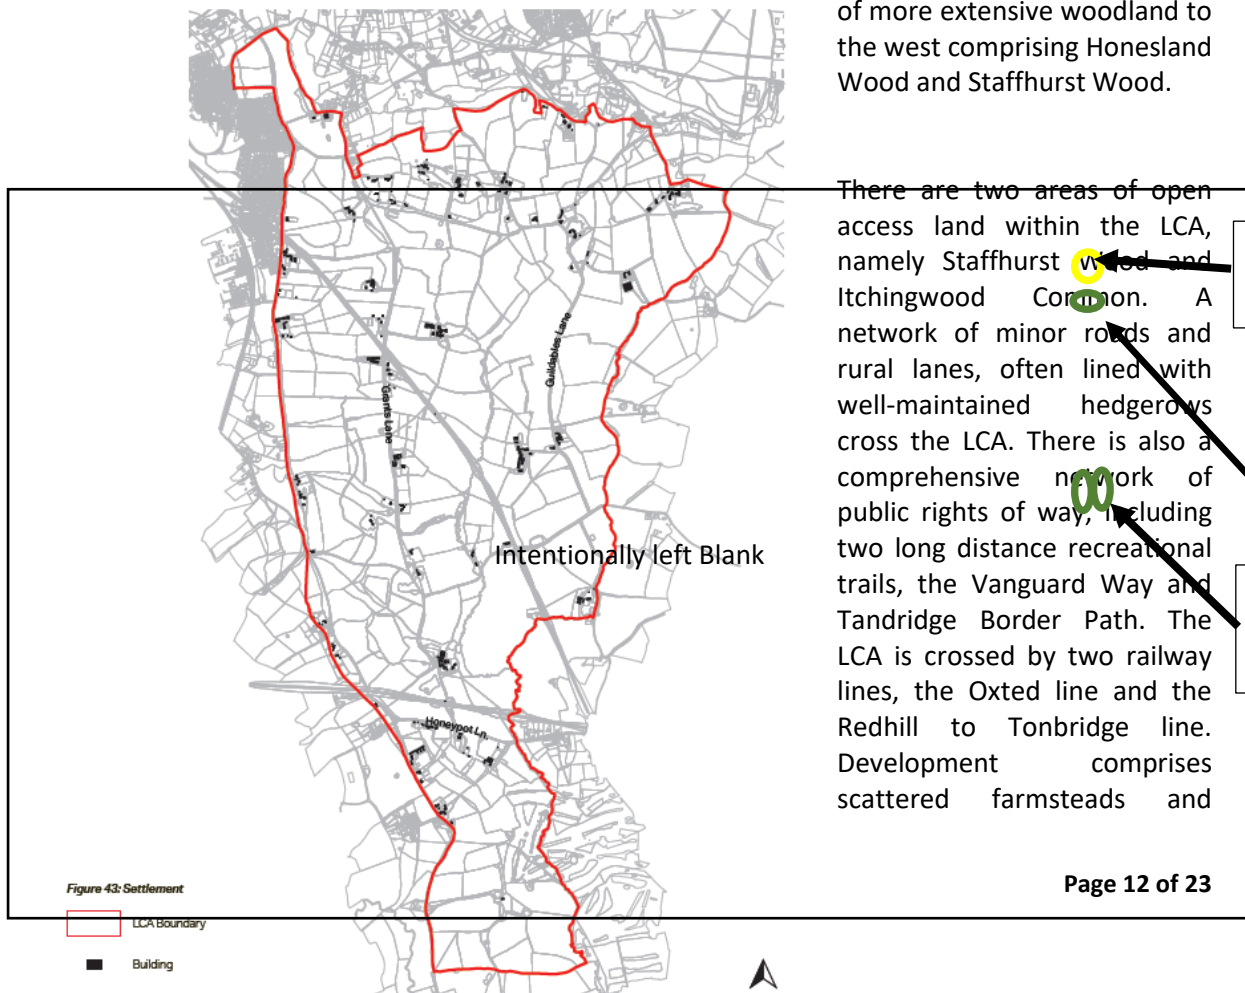 of more extensive woodland to
the west comprising Honesland
Wood and Staffhurst Wood.
There are two areas of open
access land within the LCA,
namely Staffhurst Wood and
Itchingwood Common. A
network of minor roads and
rural lanes, often lined with
well-maintained hedgerows
cross the LCA. There is also a
comprehensive network of
public rights of way, including
two long distance recreational
trails, the Vanguard Way and
Tandridge Border Path. The
LCA is crossed by two railway
lines, the Oxted line and the
Redhill to Tonbridge line.
Development comprises
scattered farmsteads and
Guildables Lane
Grants Lane
Intentionally left Blank
Honeypot Ln.
Page 12 of 23
Figure 43: Settlement
LCA Boundary
Building